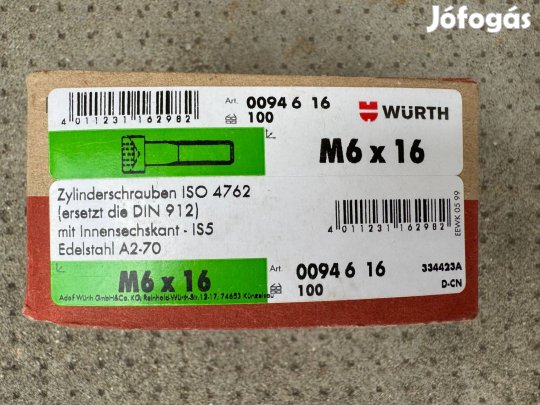 Jófogás
Art. 0094 6 16
100
WÜRTH
4 011231 162982
M6 x 16
Zylinderschrauben ISO 4762
(ersetzt die DIN 912)
mit Innensechskant - IS5
Edelstahl A2-70
4 011231 162982
EEWK 05 99
M6 x 16
Art. 0094 6 16
334423A
100
D-CN
Adolf Würth GmbH&Co. KG, Reinhold-Würth-Str.12-17, 74653 Künzelsau